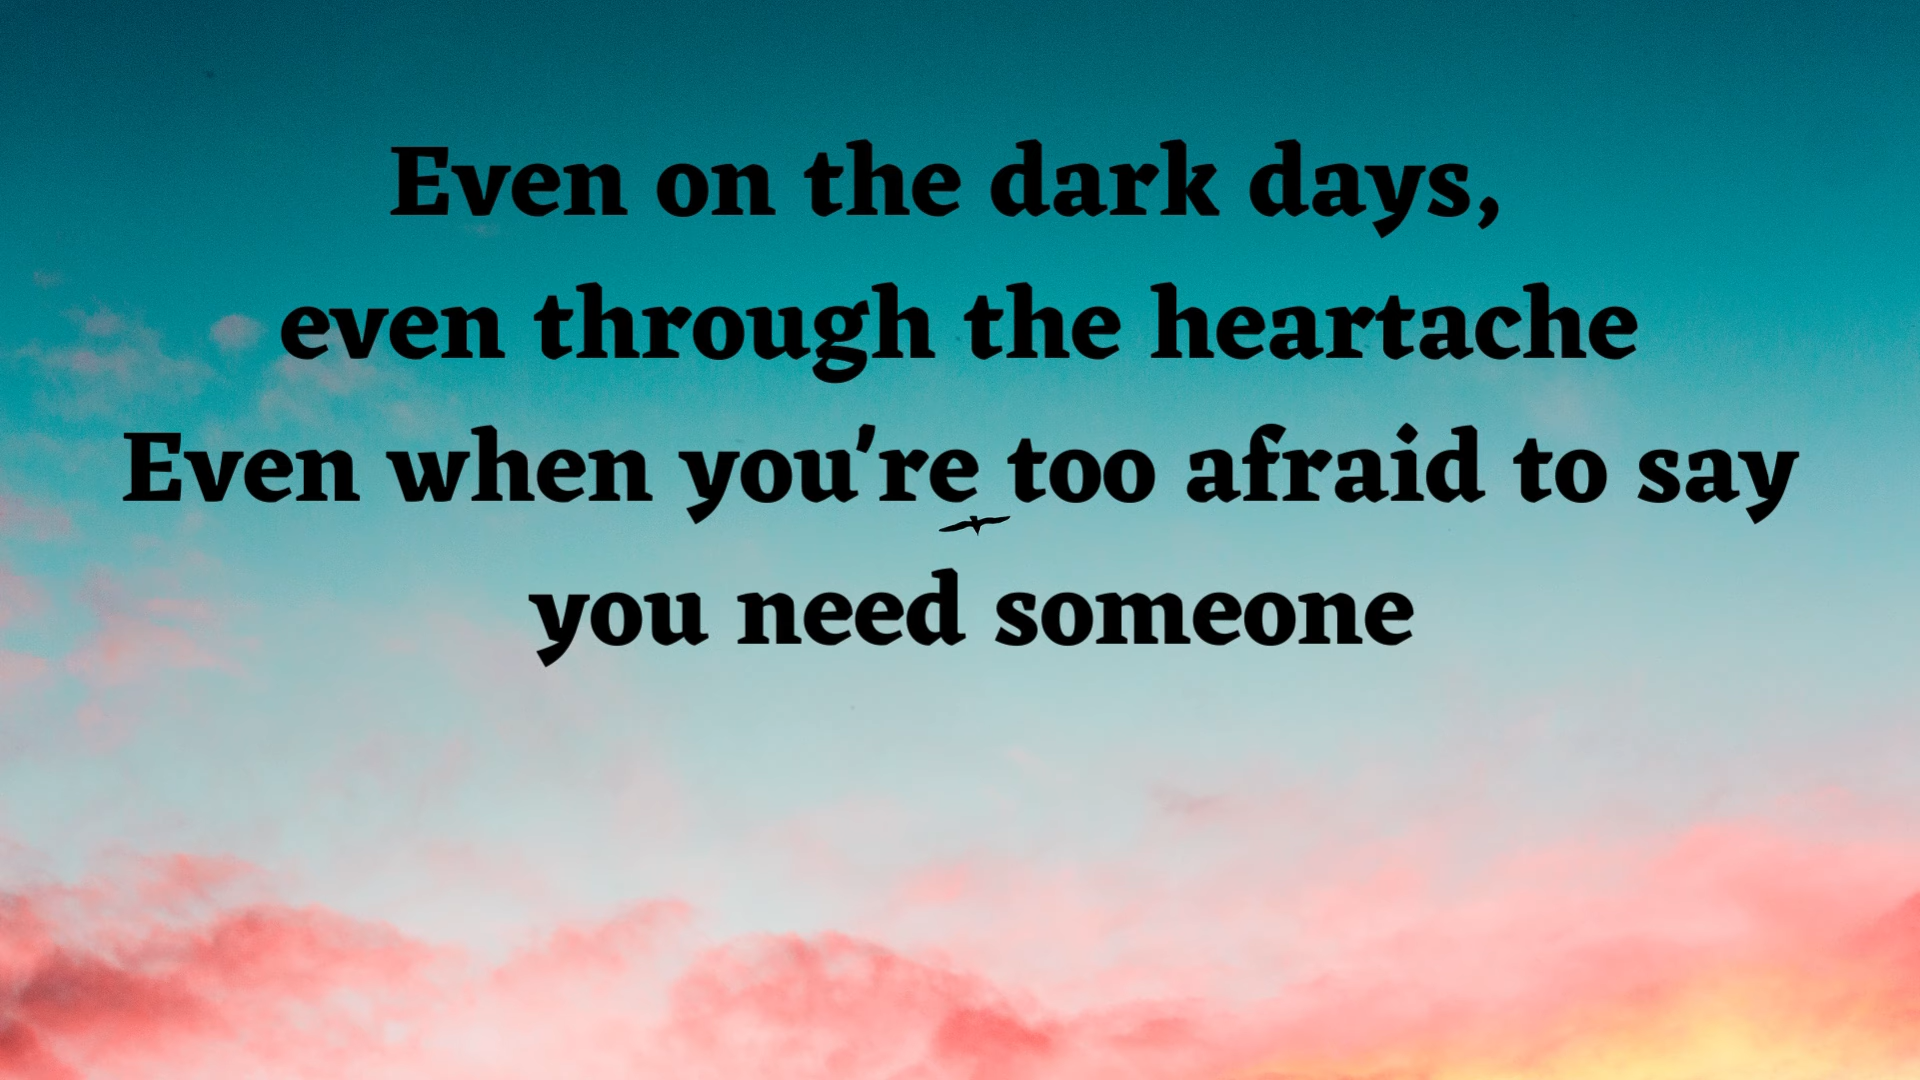 Even on the dark days,
even through the heartache
Even when you're too afraid to say
you need someone